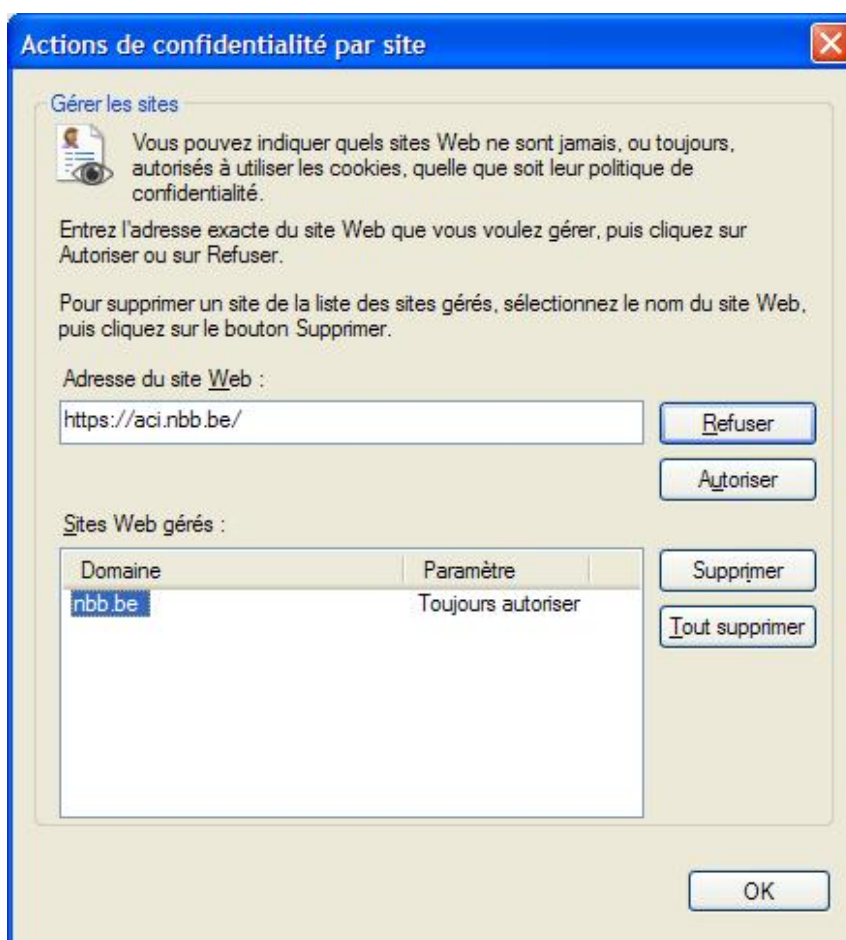 Actions de confidentialité par site
Gérer les sites
Vous pouvez indiquer quels sites Web ne sont jamais, ou toujours,
autorisés à utiliser les cookies, quelle que soit leur politique de
confidentialité.
Entrez l'adresse exacte du site Web que vous voulez gérer, puis cliquez sur
Autoriser ou sur Refuser.
Pour supprimer un site de la liste des sites gérés, sélectionnez le nom du site Web,
puis cliquez sur le bouton Supprimer.
Adresse du site Web :
https://aci.nbb.be/
Refuser
Autoriser
Sites Web gérés :
Domaine Paramètre
Supprimer
nbb.be Toujours autoriser
Tout supprimer
OK